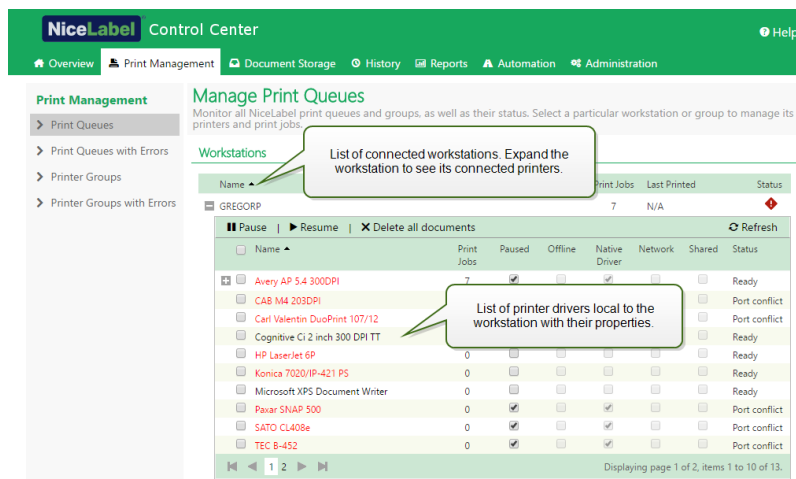 NiceLabel Control Center
Help
Overview Print Management Document Storage History Reports Automation Administration
Print Management
Print Queues
Print Queues with Errors
Printer Groups
Printer Groups with Errors
Manage Print Queues
Monitor all NiceLabel print queues and groups, as well as their status. Select a particular workstation or group to manage its
printers and print jobs.
Workstations
List of connected workstations. Expand the
workstation to see its connected printers.
Name Print Jobs Last Printed Status
GREGORP 7 N/A
Pause | Resume | Delete all documents Refresh
Name Print Jobs Paused Offline Native Driver Network Shared Status
Avery AP 5.4 300DPI 7 Ready
CAB M4 203DPI Port conflict
Carl Valentin DuoPrint 107/12 Port conflict
Cognitive Ci 2 inch 300 DPI TT Ready
HP LaserJet 6P 0 Ready
Konica 7020/IP-421 PS 0 Ready
Microsoft XPS Document Writer 0 Ready
Paxar SNAP 500 0 Port conflict
SATO CL408e 0 Port conflict
TEC B-452 0 Port conflict
List of printer drivers local to the
workstation with their properties.
1 2 Displaying page 1 of 2, items 1 to 10 of 13.